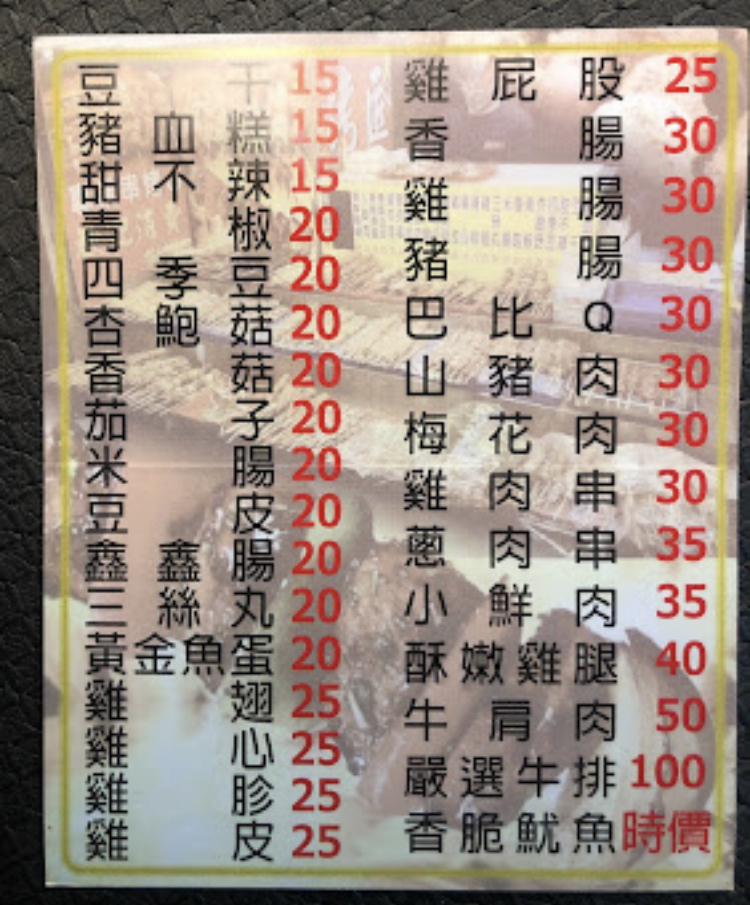 豆干 15
豬血糕 15
甜不辣 15
青椒 20
四季豆 20
杏鮑菇 20
香菇 20
茄子 20
米腸 20
豆皮 20
鑫鑫腸 20
三絲丸 20
黃金魚蛋 20
雞翅 25
雞心 25
雞胗 25
雞皮 25
雞屁股 25
香腸 30
雞腸 30
豬腸 30
巴比Q 30
山豬肉 30
梅花肉 30
雞肉串 30
蔥肉串 35
小鮮肉 35
酥嫩雞腿 40
牛肩肉 50
嚴選牛排 100
香脆魷魚 時價